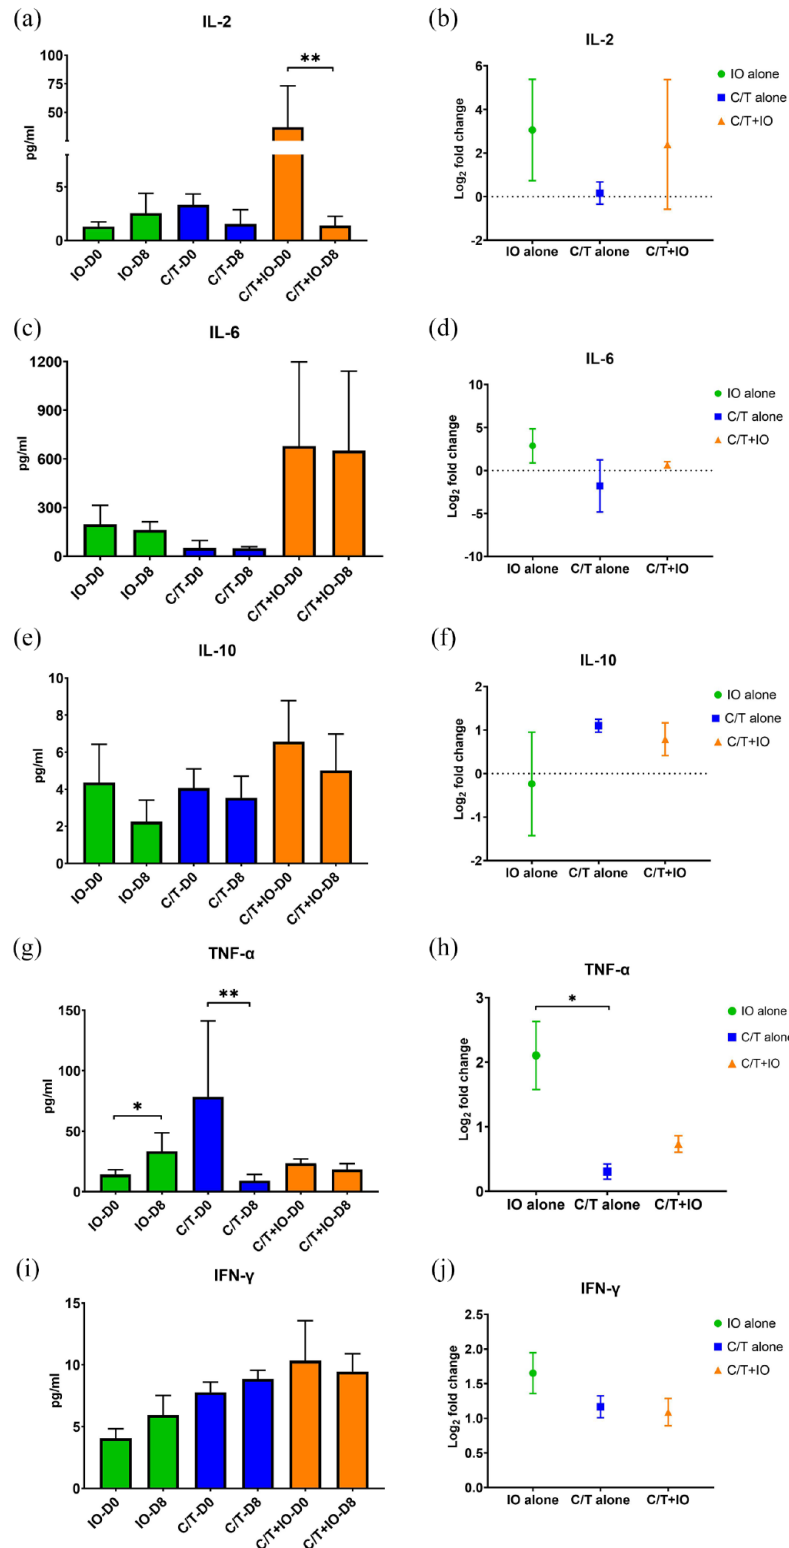 (a)
IL-2
pg/ml
100
75
50
5
0
**
IO-D0
IO-D8
C/T-D0
C/T-D8
C/T+IO-D0
C/T+IO-D8
(b)
IL-2
Log2 fold change
6
4
2
0
-2
IO alone
C/T alone
C/T+IO
IO alone
C/T alone
C/T+IO
(c)
IL-6
pg/ml
1200
900
600
300
0
IO-D0
IO-D8
C/T-D0
C/T-D8
C/T+IO-D0
C/T+IO-D8
(d)
IL-6
Log2 fold change
10
5
0
-5
-10
IO alone
C/T alone
C/T+IO
IO alone
C/T alone
C/T+IO
(e)
IL-10
pg/ml
10
8
6
4
2
0
IO-D0
IO-D8
C/T-D0
C/T-D8
C/T+IO-D0
C/T+IO-D8
(f)
IL-10
Log2 fold change
2
1
0
-1
-2
IO alone
C/T alone
C/T+IO
IO alone
C/T alone
C/T+IO
(g)
TNF-α
pg/ml
150
100
50
0
*
**
IO-D0
IO-D8
C/T-D0
C/T-D8
C/T+IO-D0
C/T+IO-D8
(h)
TNF-α
Log2 fold change
3
2
1
0
*
IO alone
C/T alone
C/T+IO
IO alone
C/T alone
C/T+IO
(i)
IFN-γ
pg/ml
15
10
5
0
IO-D0
IO-D8
C/T-D0
C/T-D8
C/T+IO-D0
C/T+IO-D8
(j)
IFN-γ
Log2 fold change
2.5
2.0
1.5
1.0
0.5
0.0
IO alone
C/T alone
C/T+IO
IO alone
C/T alone
C/T+IO